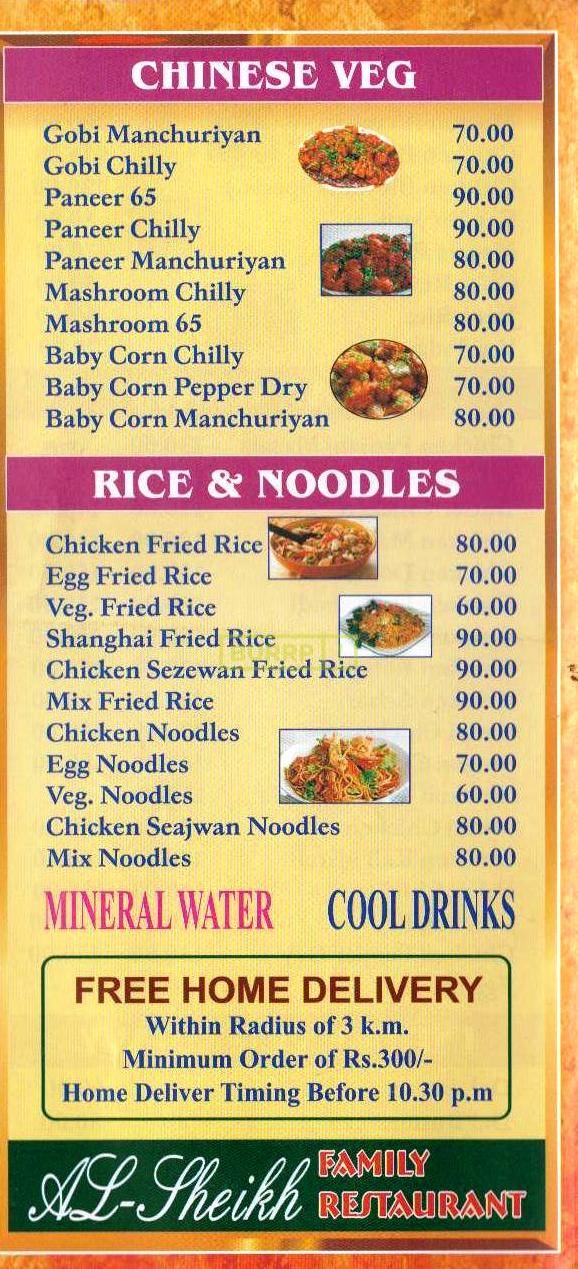 CHINESE VEG
Gobi Manchuriyan 70.00
Gobi Chilly 70.00
Paneer 65 90.00
Paneer Chilly 90.00
Paneer Manchuriyan 80.00
Mashroom Chilly 80.00
Mashroom 65 80.00
Baby Corn Chilly 70.00
Baby Corn Pepper Dry 70.00
Baby Corn Manchuriyan 80.00
RICE & NOODLES
Chicken Fried Rice 80.00
Egg Fried Rice 70.00
Veg. Fried Rice 60.00
Shanghai Fried Rice 90.00
BURRP!
Chicken Sezewan Fried Rice 90.00
Mix Fried Rice 90.00
Chicken Noodles 80.00
Egg Noodles 70.00
Veg. Noodles 60.00
Chicken Seajwan Noodles 80.00
Mix Noodles 80.00
MINERAL WATER COOL DRINKS
FREE HOME DELIVERY
Within Radius of 3 k.m.
Minimum Order of Rs.300/-
Home Deliver Timing Before 10.30 p.m
AL-Sheikh FAMILY RESTAURANT